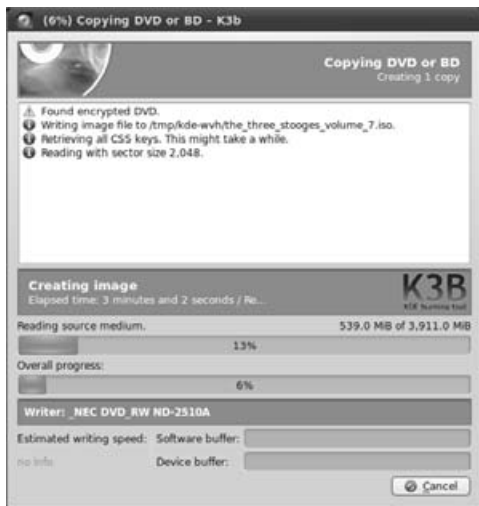 (6%) Copying DVD or BD – K3b
Copying DVD or BD
Creating 1 copy
Found encrypted DVD.
Writing image file to /tmp/kde-wvh/the_three_stooges_volume_7.iso.
Retrieving all CSS keys. This might take a while.
Reading with sector size 2,048.
Creating image
Elapsed time: 3 minutes and 2 seconds / Re...
K3B
KDE burning tool
Reading source medium. 539.0 MiB of 3,911.0 MiB
13%
Overall progress:
6%
Writer: _NEC DVD_RW ND-2510A
Estimated writing speed: Software buffer:
no info Device buffer:
Cancel